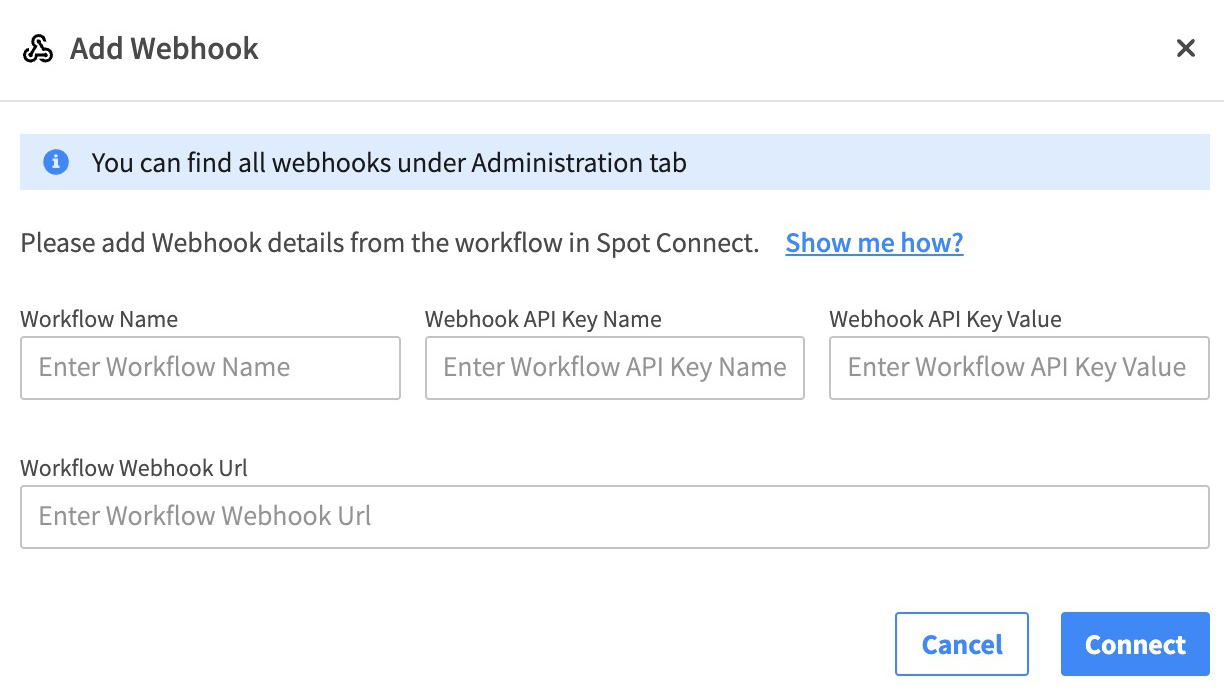 Add Webhook
You can find all webhooks under Administration tab
Please add Webhook details from the workflow in Spot Connect. Show me how?
Workflow Name Webhook API Key Name Webhook API Key Value
Enter Workflow Name Enter Workflow API Key Name Enter Workflow API Key Value
Workflow Webhook Url
Enter Workflow Webhook Url
Cancel Connect